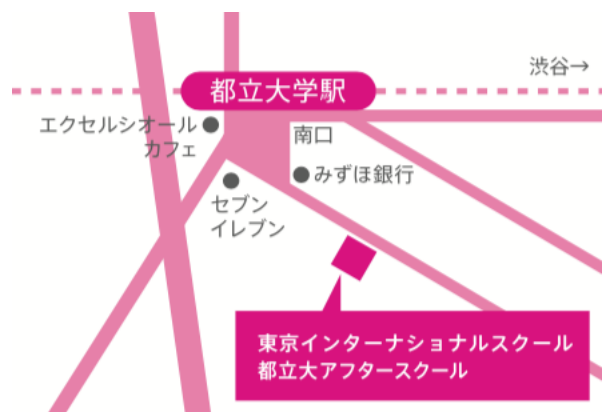 渋谷→
都立大学駅
エクセルシオール
カフェ
南口
みずほ銀行
セブン
イレブン
東京インターナショナルスクール
都立大アフタースクール